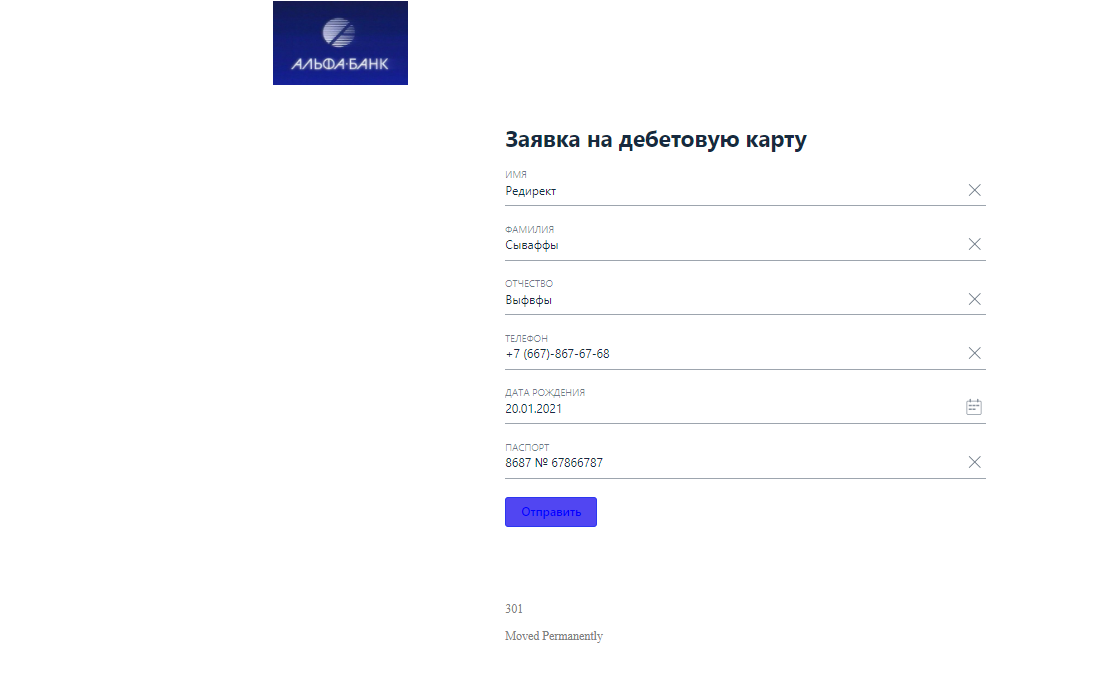 АЛЬФА·БАНК
Заявка на дебетовую карту
ИМЯ
Редирект
ФАМИЛИЯ
Сываффы
ОТЧЕСТВО
Выфвфы
ТЕЛЕФОН
+7 (667)-867-67-68
ДАТА РОЖДЕНИЯ
20.01.2021
ПАСПОРТ
8687 № 67866787
Отправить
301
Moved Permanently